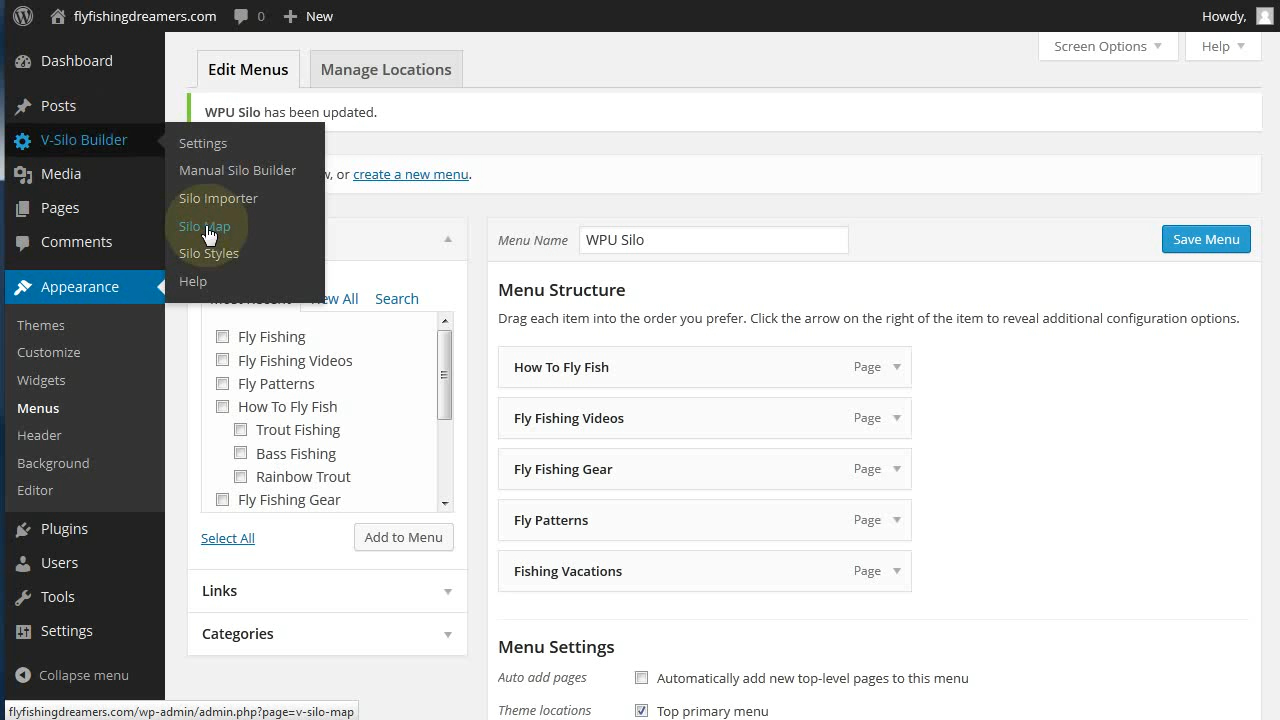 flyfishingdreamers.com 0 New Howdy,
Dashboard
Posts
V-Silo Builder
Media
Pages
Comments
Appearance
Themes
Customize
Widgets
Menus
Header
Background
Editor
Plugins
Users
Tools
Settings
Collapse menu
Settings
Manual Silo Builder
Silo Importer
Silo Map
Silo Styles
Help
Screen Options Help
Edit Menus Manage Locations
WPU Silo has been updated.
, or create a new menu.
View All Search
Fly Fishing
Fly Fishing Videos
Fly Patterns
How To Fly Fish
Trout Fishing
Bass Fishing
Rainbow Trout
Fly Fishing Gear
Select All Add to Menu
Links
Categories
Menu Name WPU Silo Save Menu
Menu Structure
Drag each item into the order you prefer. Click the arrow on the right of the item to reveal additional configuration options.
How To Fly Fish Page
Fly Fishing Videos Page
Fly Fishing Gear Page
Fly Patterns Page
Fishing Vacations Page
Menu Settings
Auto add pages Automatically add new top-level pages to this menu
Theme locations Top primary menu
flyfishingdreamers.com/wp-admin/admin.php?page=v-silo-map